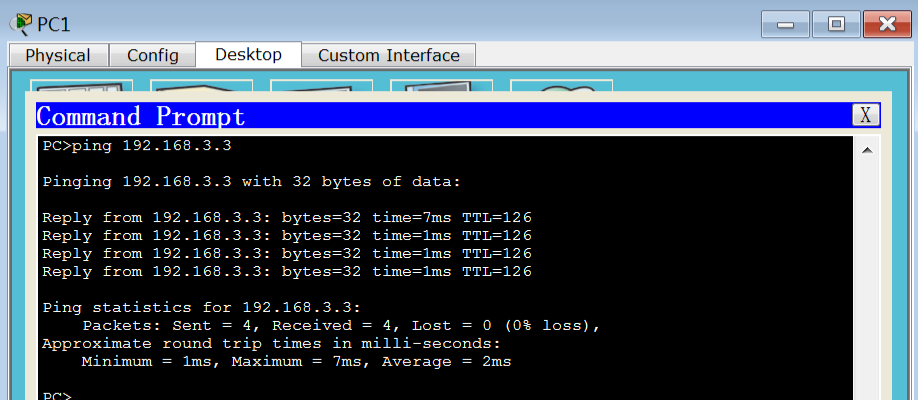 PC1
Physical Config Desktop Custom Interface
Command Prompt X
PC>ping 192.168.3.3
Pinging 192.168.3.3 with 32 bytes of data:
Reply from 192.168.3.3: bytes=32 time=7ms TTL=126
Reply from 192.168.3.3: bytes=32 time=1ms TTL=126
Reply from 192.168.3.3: bytes=32 time=1ms TTL=126
Reply from 192.168.3.3: bytes=32 time=1ms TTL=126
Ping statistics for 192.168.3.3:
Packets: Sent = 4, Received = 4, Lost = 0 (0% loss),
Approximate round trip times in milli-seconds:
Minimum = 1ms, Maximum = 7ms, Average = 2ms
PC>